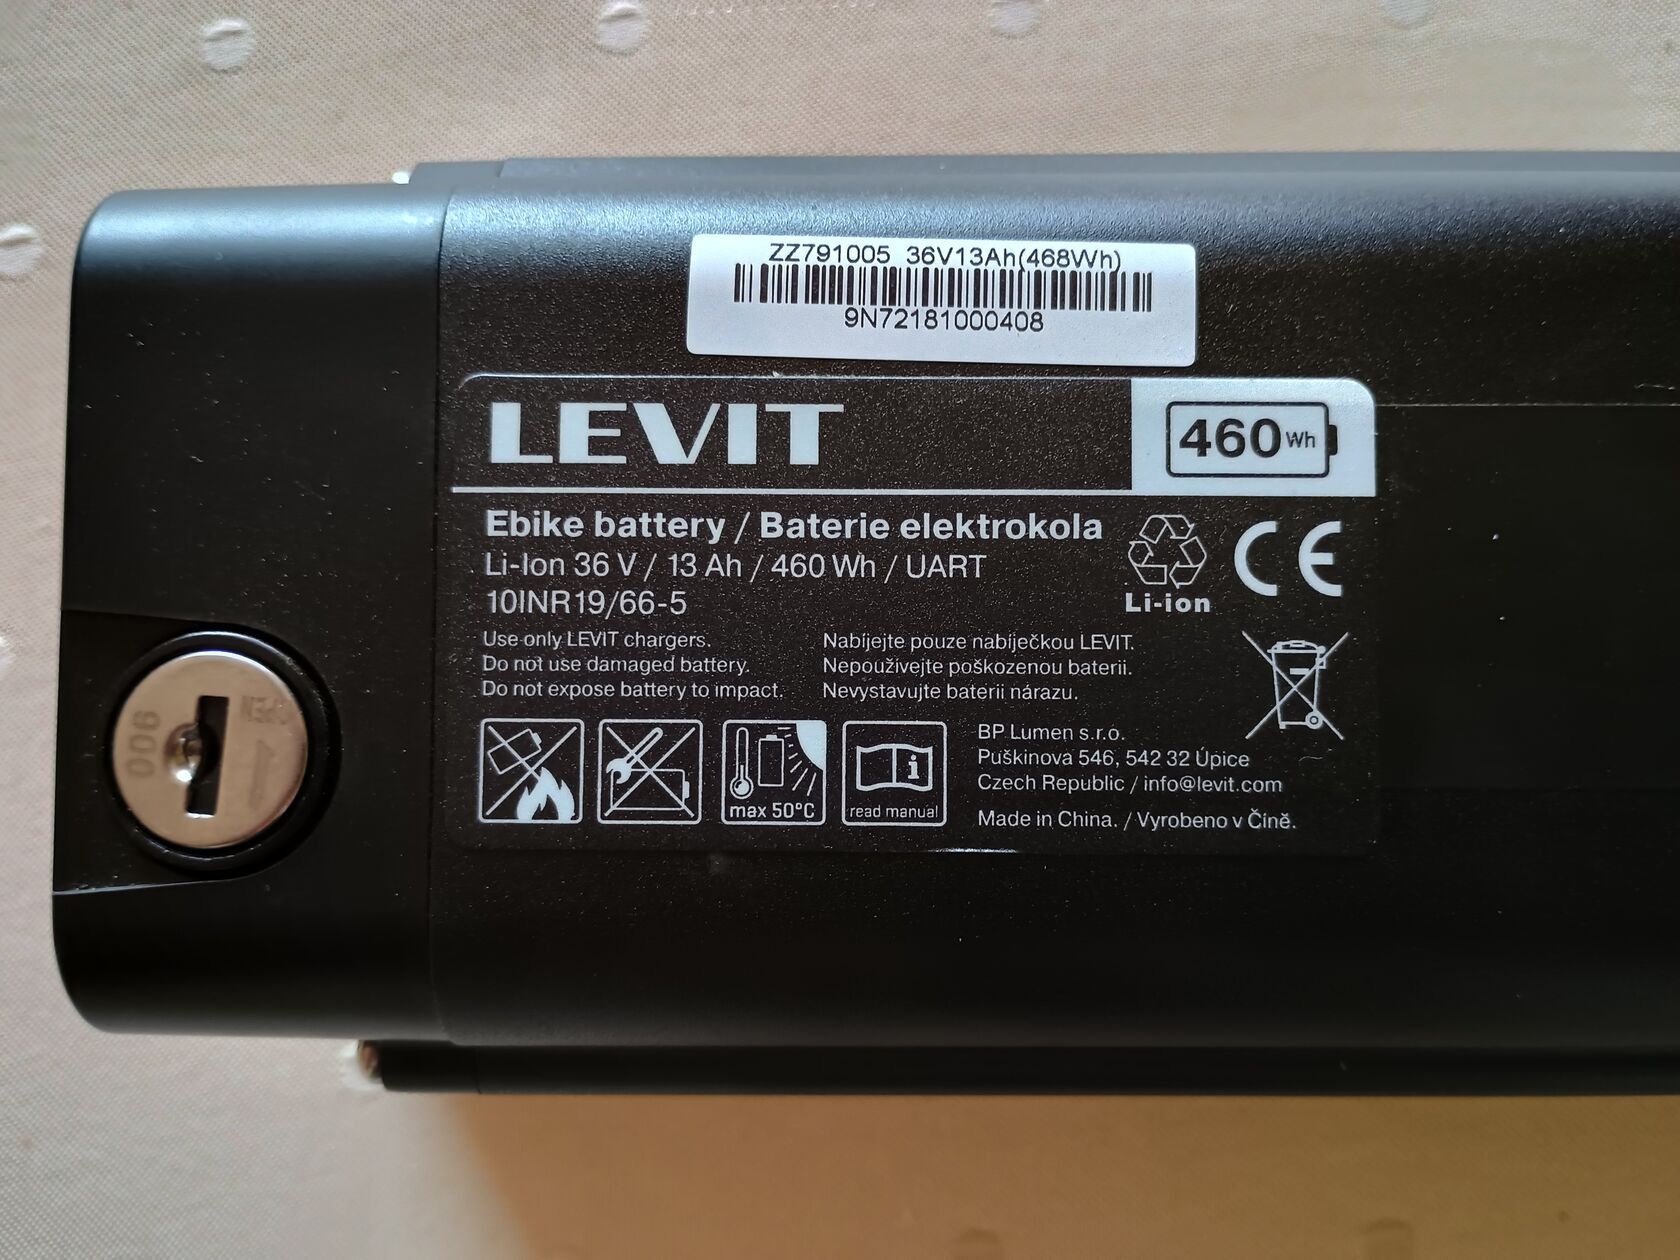 ZZ791005 36V13Ah(468Wh)
9N72181000408
LEVIT
460 Wh
Ebike battery / Baterie elektrokola
Li-Ion 36 V / 13 Ah / 460 Wh / UART
10INR19/66-5
Li-ion
CE
Use only LEVIT chargers.
Do not use damaged battery.
Do not expose battery to impact.
Nabíjejte pouze nabíječkou LEVIT.
Nepoužívejte poškozenou baterii.
Nevystavujte baterii nárazu.
max 50°C
read manual
BP Lumen s.r.o.
Puškinova 546, 542 32 Úpice
Czech Republic / info@levit.com
Made in China. / Vyrobeno v Číně.
900
OPEN